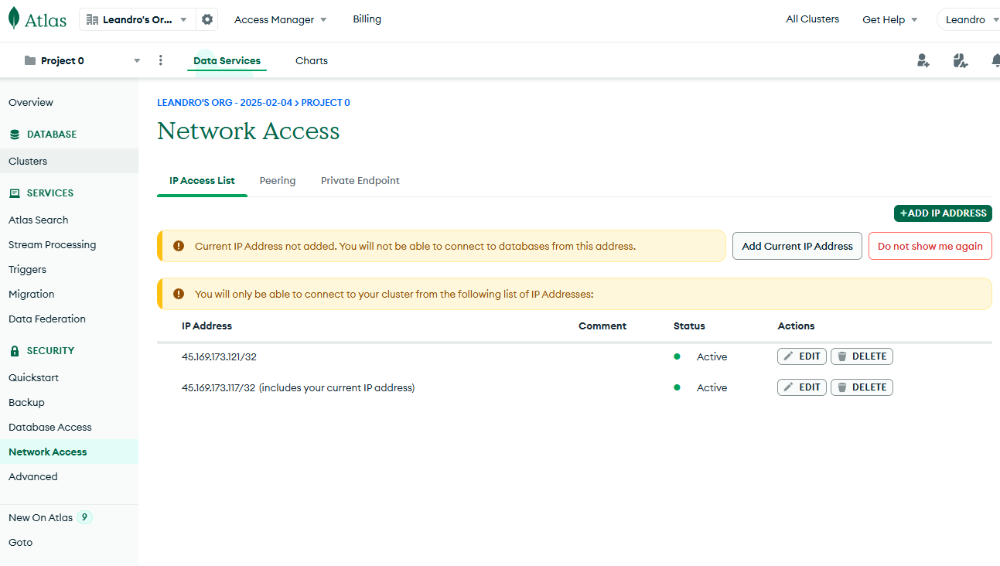 Atlas Leandro's Or... Access Manager Billing All Clusters Get Help Leandro
Project 0 Data Services Charts
Overview
DATABASE
Clusters
SERVICES
Atlas Search
Stream Processing
Triggers
Migration
Data Federation
SECURITY
Quickstart
Backup
Database Access
Network Access
Advanced
New On Atlas 9
Goto
LEANDRO'S ORG - 2025-02-04 > PROJECT 0
Network Access
IP Access List Peering Private Endpoint
+ADD IP ADDRESS
Current IP Address not added. You will not be able to connect to databases from this address. Add Current IP Address Do not show me again
You will only be able to connect to your cluster from the following list of IP Addresses:
IP Address Comment Status Actions
45.169.173.121/32 Active EDIT DELETE
45.169.173.117/32 (includes your current IP address) Active EDIT DELETE